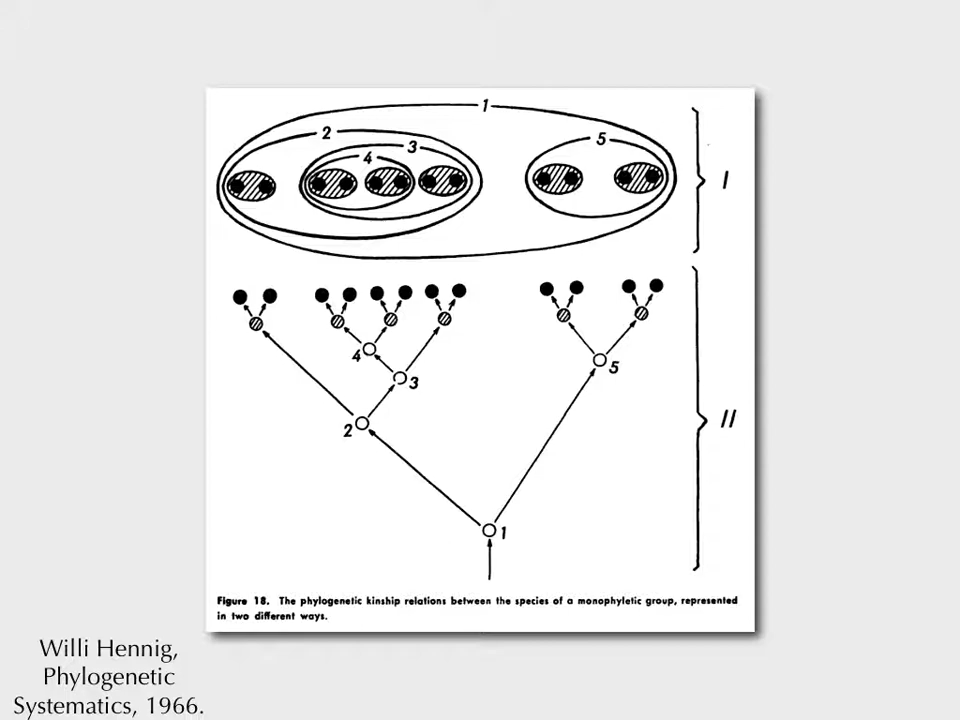 1
2
3
4
5
I
4
3
5
2
II
1
Figure 18. The phylogenetic kinship relations between the species of a monophyletic group, represented
in two different ways.
Willi Hennig,
Phylogenetic
Systematics, 1966.